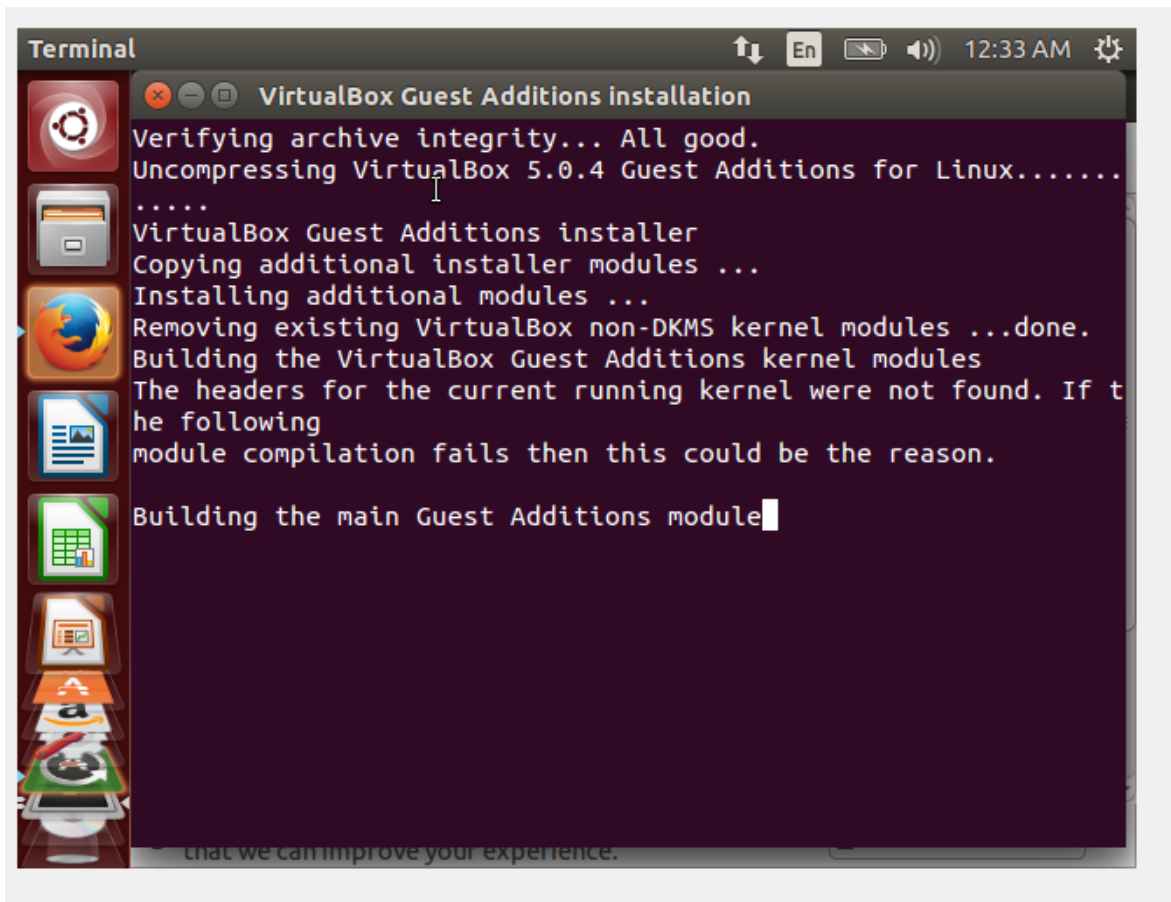 Terminal
En
12:33 AM
VirtualBox Guest Additions installation
Verifying archive integrity... All good.
Uncompressing VirtualBox 5.0.4 Guest Additions for Linux.......
.....
VirtualBox Guest Additions installer
Copying additional installer modules ...
Installing additional modules ...
Removing existing VirtualBox non-DKMS kernel modules ...done.
Building the VirtualBox Guest Additions kernel modules
The headers for the current running kernel were not found. If t
he following
module compilation fails then this could be the reason.
Building the main Guest Additions module
a
that we can improve your experience.